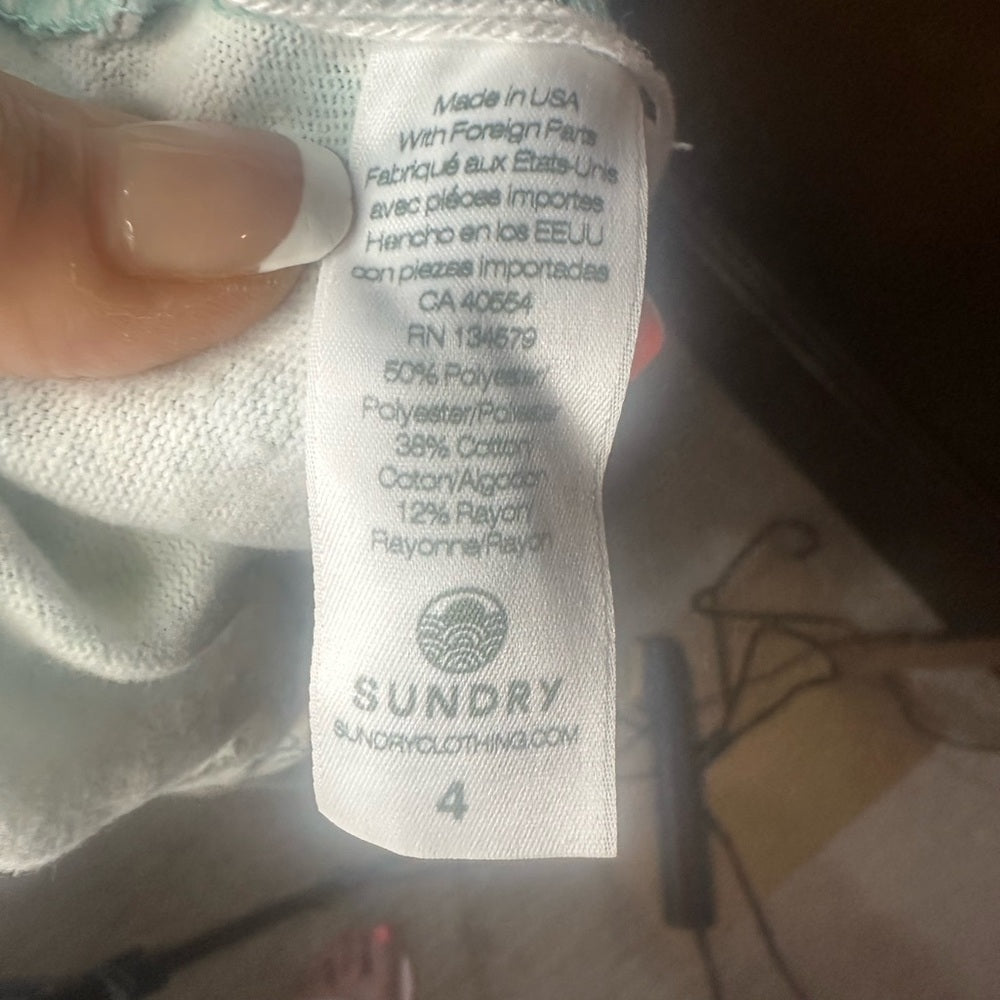 Made in USA
With Foreign Parts
Fabriqué aux États-Unis
avec pléces importes
Hencho en los EEUU
con piezas importadas
CA 40554
RN 134579
50% Polyester
Polyester/Poliester
38% Cotton
Coton/Algodon
12% Rayon
Rayonne/Rayon
SUNDRY
SUNDRYCLOTHING.COM
4